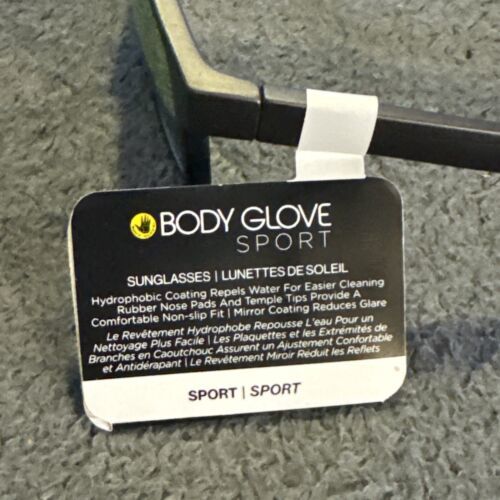 BODY GLOVE
SPORT
SUNGLASSES | LUNETTES DE SOLEIL
Hydrophobic Coating Repels Water For Easier Cleaning
Rubber Nose Pads And Temple Tips Provide A
Comfortable Non-slip Fit | Mirror Coating Reduces Glare
Le Revêtement Hydrophobe Repousse L'eau Pour un
Nettoyage Plus Facile | Les Plaquettes et les Extrémités de
Branches en Caoutchouc Assurent un Ajustement Confortable
et Antidérapant | Le Revêtement Miroir Réduit les Reflets
SPORT | SPORT